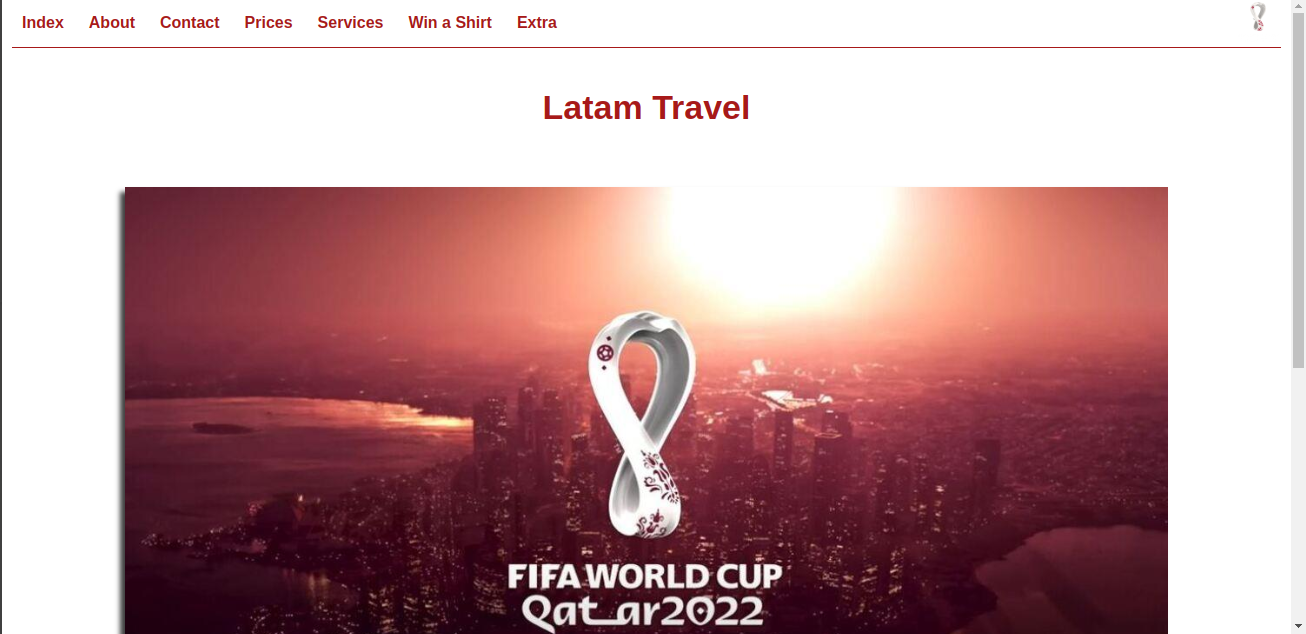 Index About Contact Prices Services Win a Shirt Extra
Latam Travel
FIFA WORLD CUP
Qatar2022